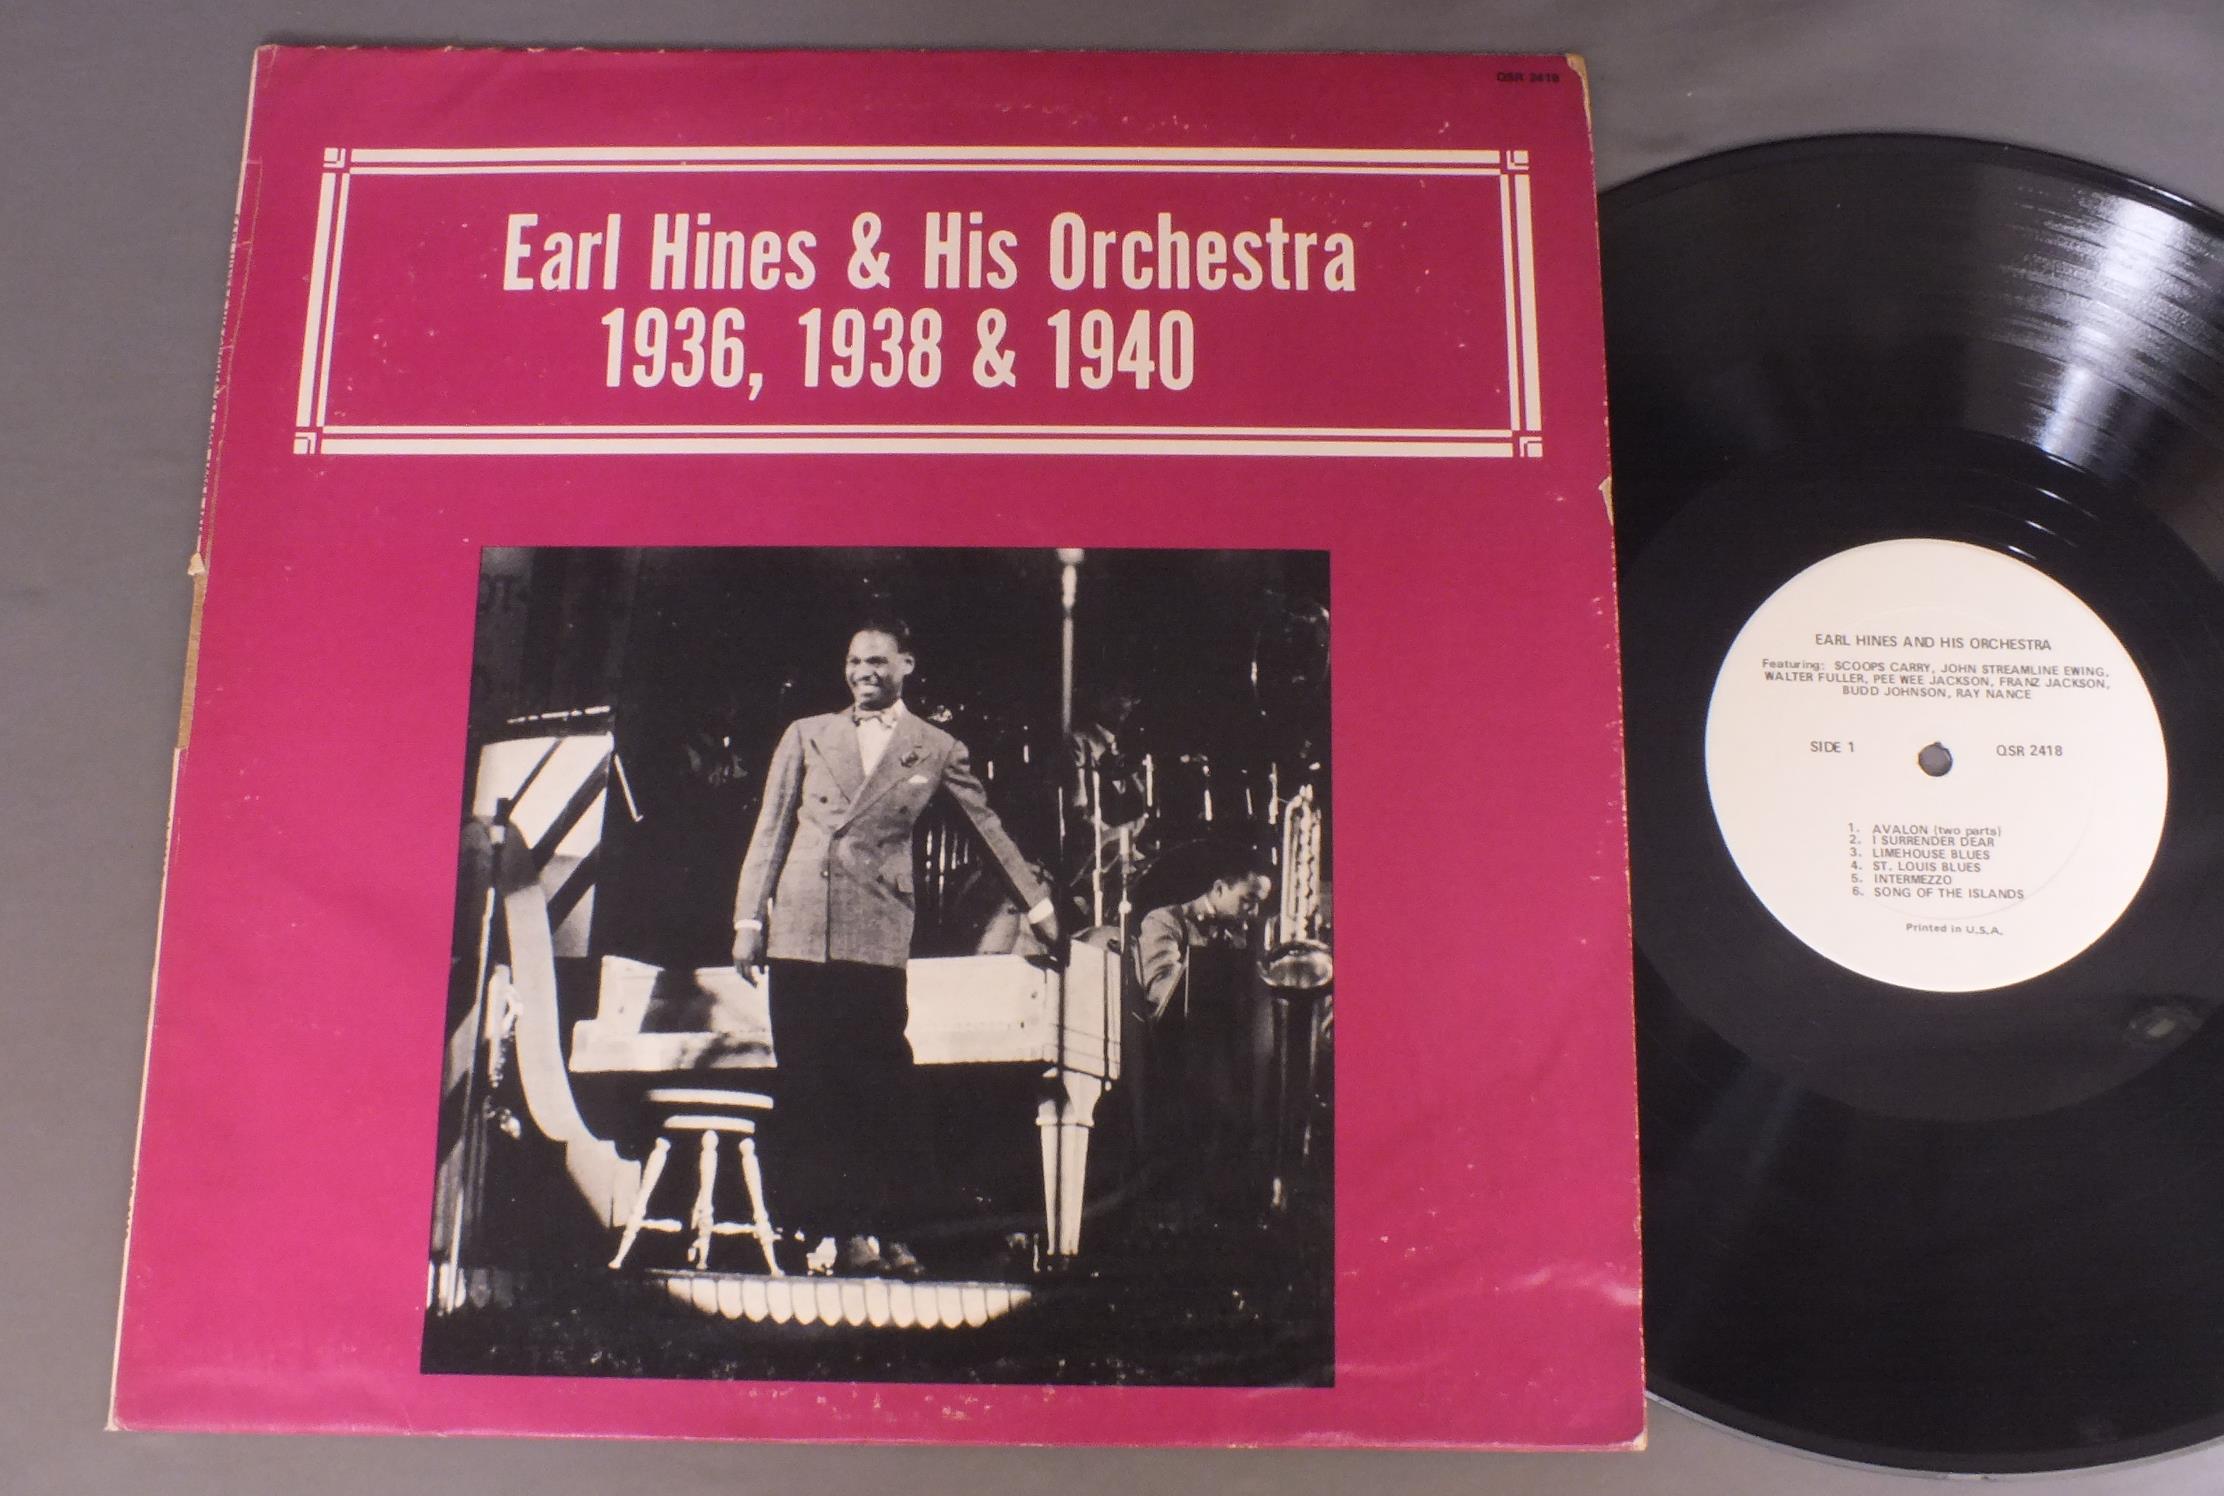 QSR 2418
Earl Hines & His Orchestra
1936, 1938 & 1940
EARL HINES AND HIS ORCHESTRA
Featuring: SCOOPS CARRY, JOHN STREAMLINE EWING,
WALTER FULLER, PEE WEE JACKSON, FRANZ JACKSON,
BUDD JOHNSON, RAY NANCE
SIDE 1
QSR 2418
1. AVALON (two parts)
2. I SURRENDER DEAR
3. LIMEHOUSE BLUES
4. ST. LOUIS BLUES
5. INTERMEZZO
6. SONG OF THE ISLANDS
Printed in U.S.A.